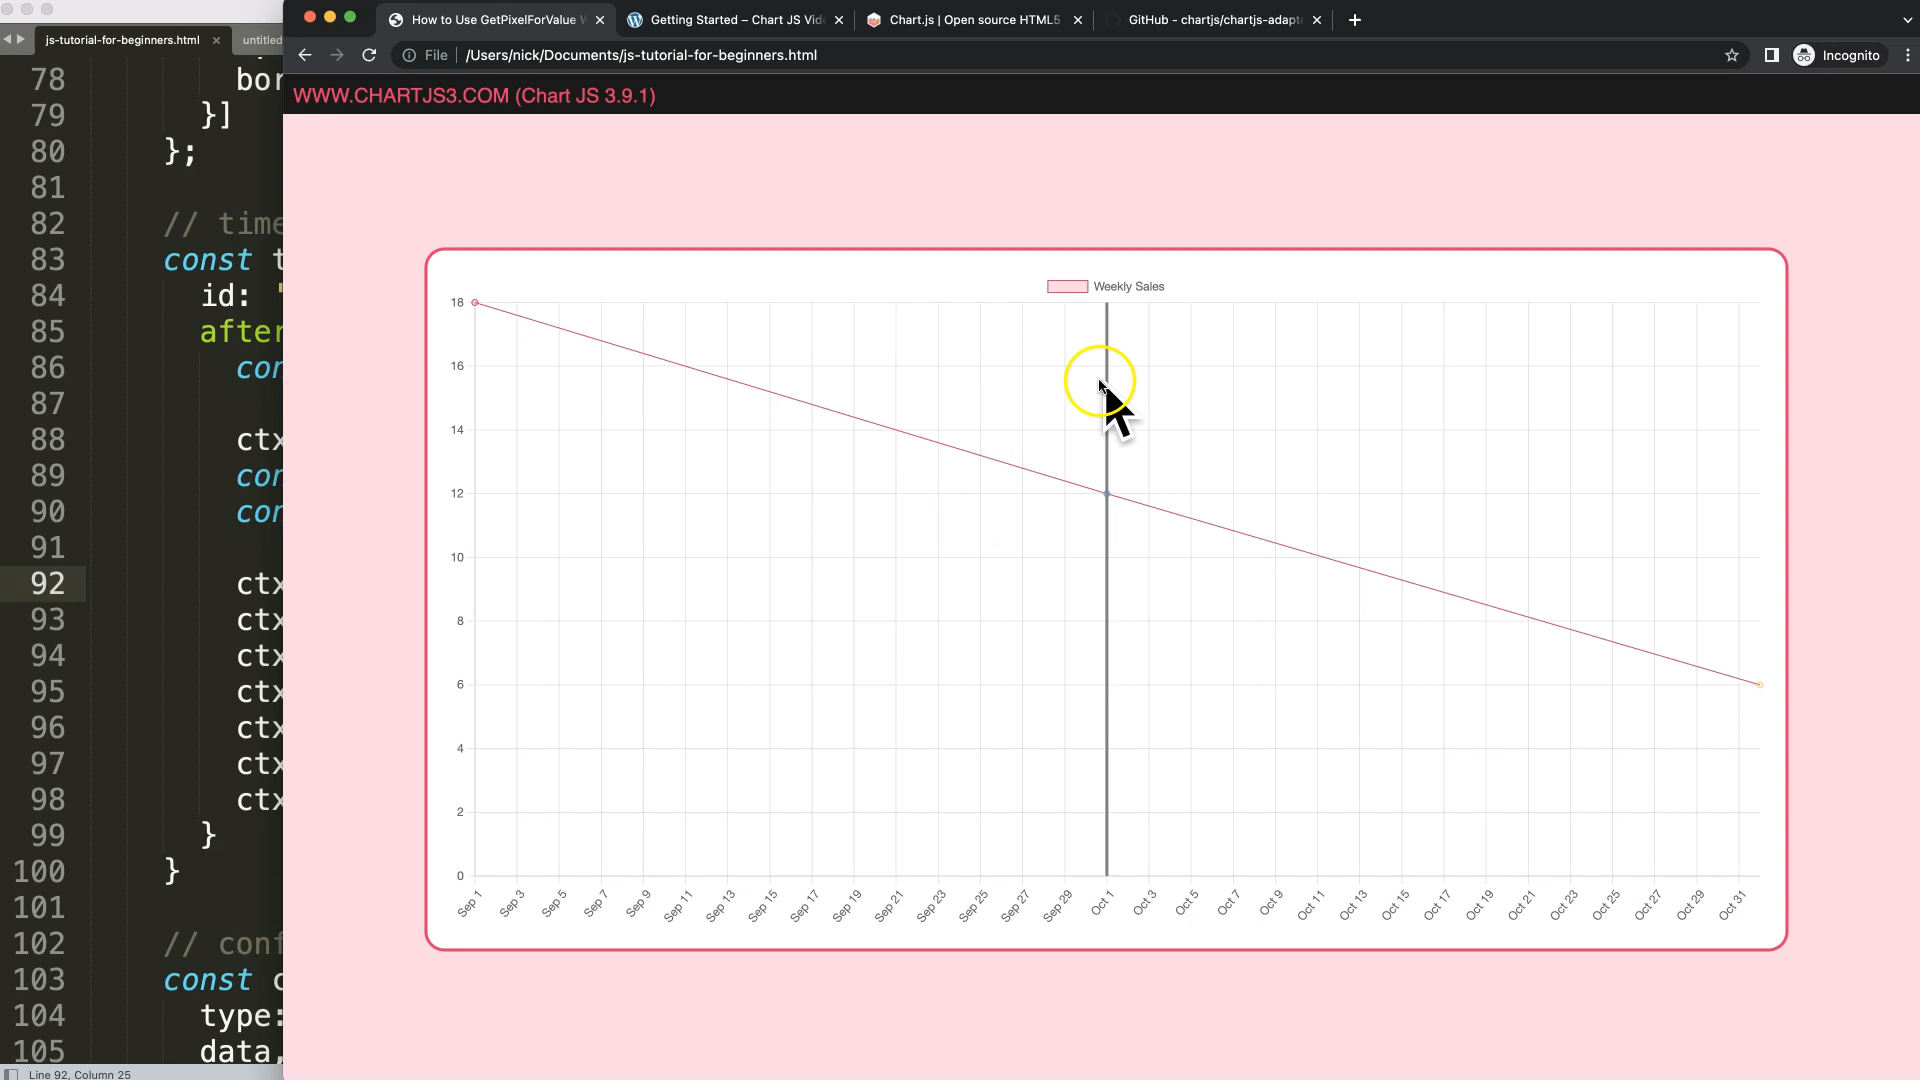 js-tutorial-for-beginners.html
untitled
How to Use GetPixelForValue W
Getting Started – Chart JS Vid
Chart.js | Open source HTML5
GitHub - chartjs/chartjs-adapt
File
/Users/nick/Documents/js-tutorial-for-beginners.html
Incognito
WWW.CHARTJS3.COM (Chart JS 3.9.1)
78 bor
79 }]
80 };
81
82 // time
83 const t
84 id: '
85 after
86 con
87
88 ctx
89 con
90 con
91
92 ctx
93 ctx
94 ctx
95 ctx
96 ctx
97 ctx
98 ctx
99 }
100 }
101
102 // conf
103 const c
104 type:
105 data,
Line 92, Column 25
Weekly Sales
18
16
14
12
10
8
6
4
2
0
Sep 1 Sep 3 Sep 5 Sep 7 Sep 9 Sep 11 Sep 13 Sep 15 Sep 17 Sep 19 Sep 21 Sep 23 Sep 25 Sep 27 Sep 29 Oct 1 Oct 3 Oct 5 Oct 7 Oct 9 Oct 11 Oct 13 Oct 15 Oct 17 Oct 19 Oct 21 Oct 23 Oct 25 Oct 27 Oct 29 Oct 31